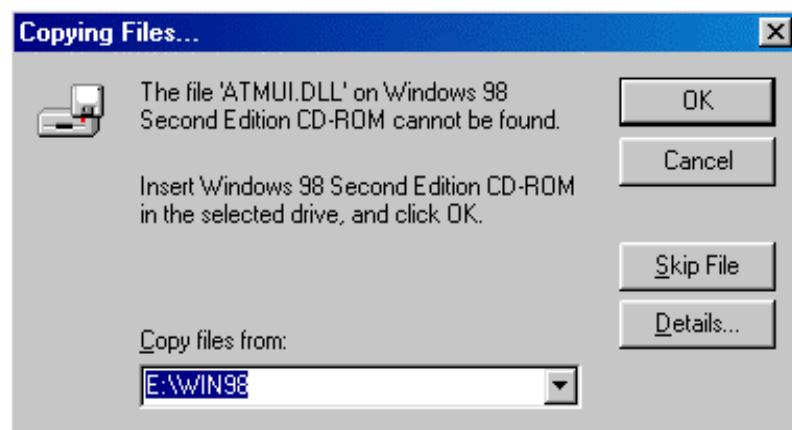 Copying Files...
The file 'ATMUI.DLL' on Windows 98
Second Edition CD-ROM cannot be found.
Insert Windows 98 Second Edition CD-ROM
in the selected drive, and click OK.
OK
Cancel
Skip File
Details...
Copy files from:
E:\WIN98